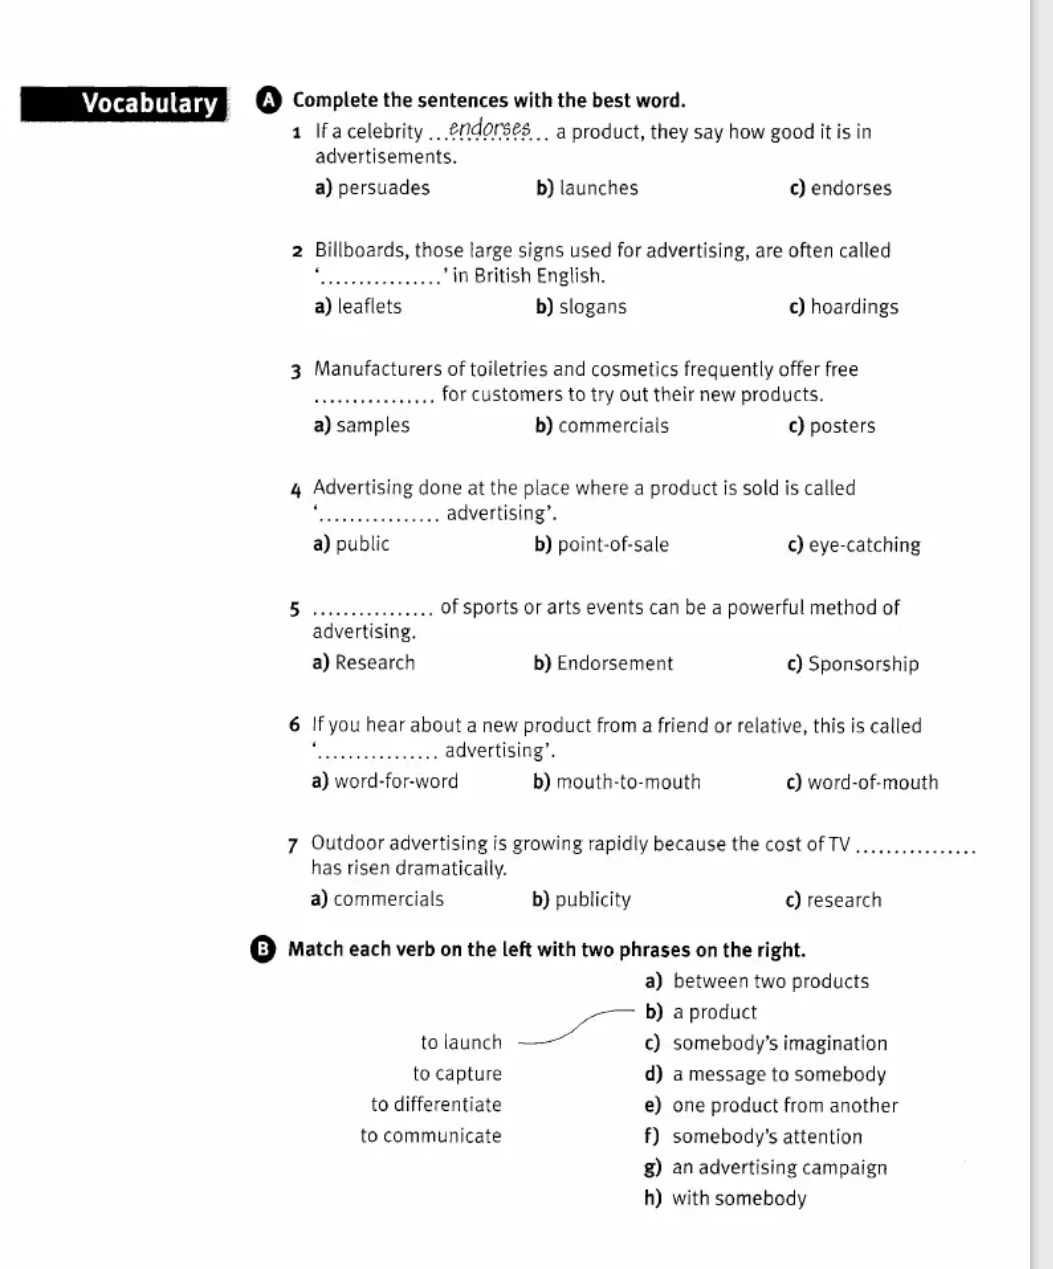 Vocabulary
A Complete the sentences with the best word.
1 If a celebrity ...endorses... a product, they say how good it is in
advertisements.
a) persuades b) launches c) endorses
2 Billboards, those large signs used for advertising, are often called
‘................’ in British English.
a) leaflets b) slogans c) hoardings
3 Manufacturers of toiletries and cosmetics frequently offer free
................ for customers to try out their new products.
a) samples b) commercials c) posters
4 Advertising done at the place where a product is sold is called
‘................ advertising’.
a) public b) point-of-sale c) eye-catching
5 ................ of sports or arts events can be a powerful method of
advertising.
a) Research b) Endorsement c) Sponsorship
6 If you hear about a new product from a friend or relative, this is called
‘................ advertising’.
a) word-for-word b) mouth-to-mouth c) word-of-mouth
7 Outdoor advertising is growing rapidly because the cost of TV ................
has risen dramatically.
a) commercials b) publicity c) research
B Match each verb on the left with two phrases on the right.
a) between two products
b) a product
to launch c) somebody’s imagination
to capture d) a message to somebody
to differentiate e) one product from another
to communicate f) somebody’s attention
g) an advertising campaign
h) with somebody